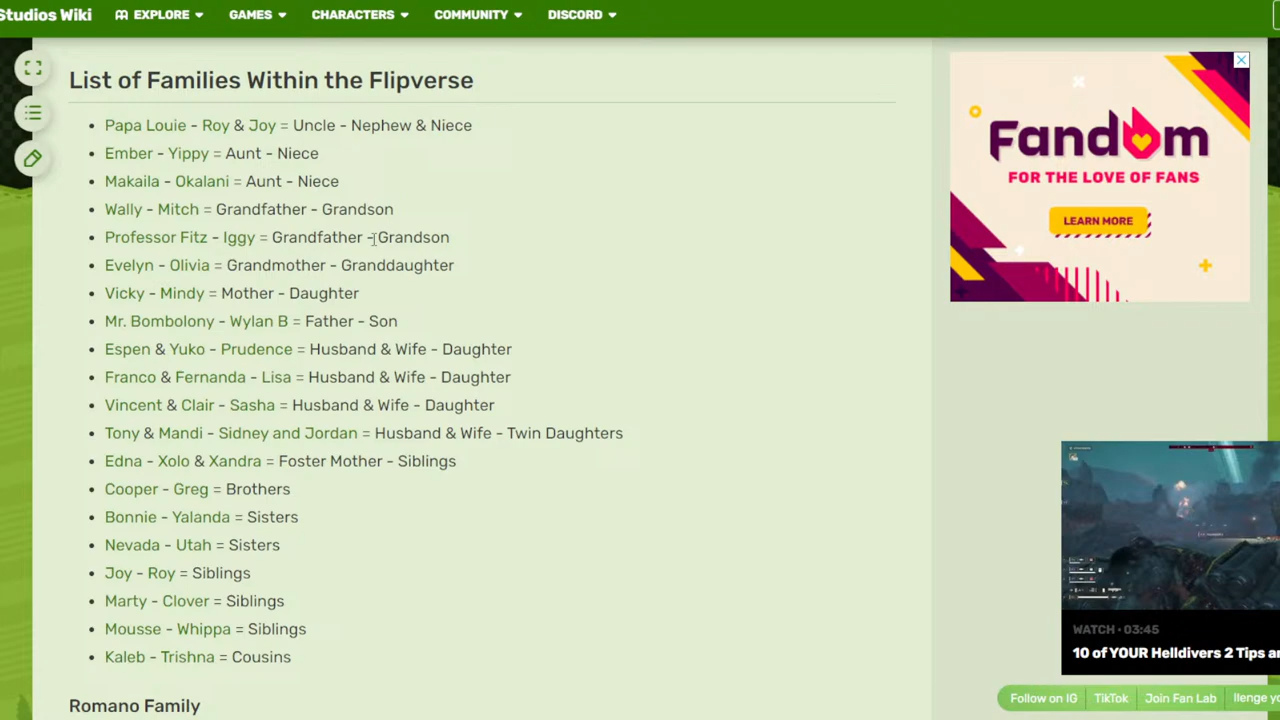 Studios Wiki
EXPLORE
GAMES
CHARACTERS
COMMUNITY
DISCORD
List of Families Within the Flipverse
Papa Louie - Roy & Joy = Uncle - Nephew & Niece
Ember - Yippy = Aunt - Niece
Makaila - Okalani = Aunt - Niece
Wally - Mitch = Grandfather - Grandson
Professor Fitz - Iggy = Grandfather - Grandson
Evelyn - Olivia = Grandmother - Granddaughter
Vicky - Mindy = Mother - Daughter
Mr. Bombolony - Wylan B = Father - Son
Espen & Yuko - Prudence = Husband & Wife - Daughter
Franco & Fernanda - Lisa = Husband & Wife - Daughter
Vincent & Clair - Sasha = Husband & Wife - Daughter
Tony & Mandi - Sidney and Jordan = Husband & Wife - Twin Daughters
Edna - Xolo & Xandra = Foster Mother - Siblings
Cooper - Greg = Brothers
Bonnie - Yalanda = Sisters
Nevada - Utah = Sisters
Joy - Roy = Siblings
Marty - Clover = Siblings
Mousse - Whippa = Siblings
Kaleb - Trishna = Cousins
Romano Family
Fandom
FOR THE LOVE OF FANS
LEARN MORE
WATCH · 03:45
10 of YOUR Helldivers 2 Tips a
Follow on IG
TikTok
Join Fan Lab
llenge yo